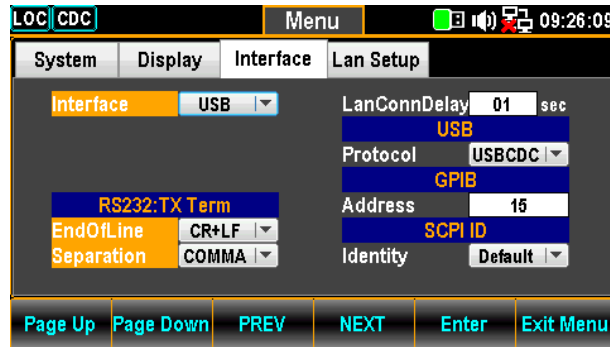 LOC CDC Menu 09:26:09
System Display Interface Lan Setup
Interface USB
LanConnDelay 01 sec
USB
Protocol USBCDC
GPIB
RS232:TX Term
Address 15
EndOfLine CR+LF
SCPI ID
Separation COMMA
Identity Default
Page Up Page Down PREV NEXT Enter Exit Menu